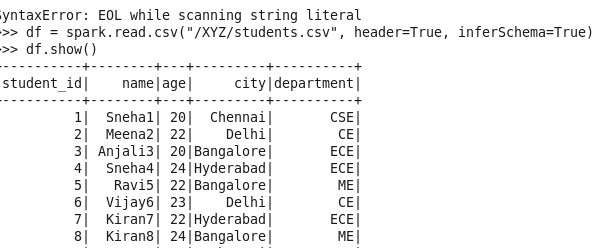 SyntaxError: EOL while scanning string literal
>>> df = spark.read.csv("/XYZ/students.csv", header=True, inferSchema=True)
>>> df.show()
----------+--------+---+---------+----------+
student_id|    name|age|     city|department|
----------+--------+---+---------+----------+
         1|  Sneha1| 20|  Chennai|       CSE|
         2|  Meena2| 22|    Delhi|        CE|
         3| Anjali3| 20|Bangalore|       ECE|
         4|  Sneha4| 24|Hyderabad|       ECE|
         5|   Ravi5| 22|Bangalore|        ME|
         6|  Vijay6| 23|    Delhi|        CE|
         7|  Kiran7| 22|Hyderabad|       ECE|
         8|  Kiran8| 24|Bangalore|        ME|